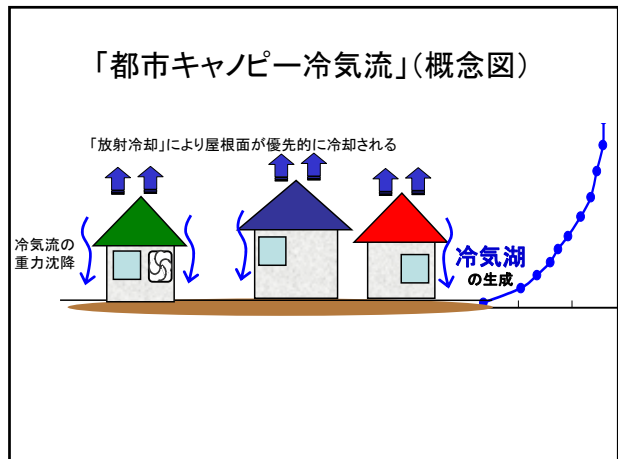 「都市キャノピー冷気流」(概念図)
「放射冷却」により屋根面が優先的に冷却される
冷気流の
重力沈降
冷気湖
の生成